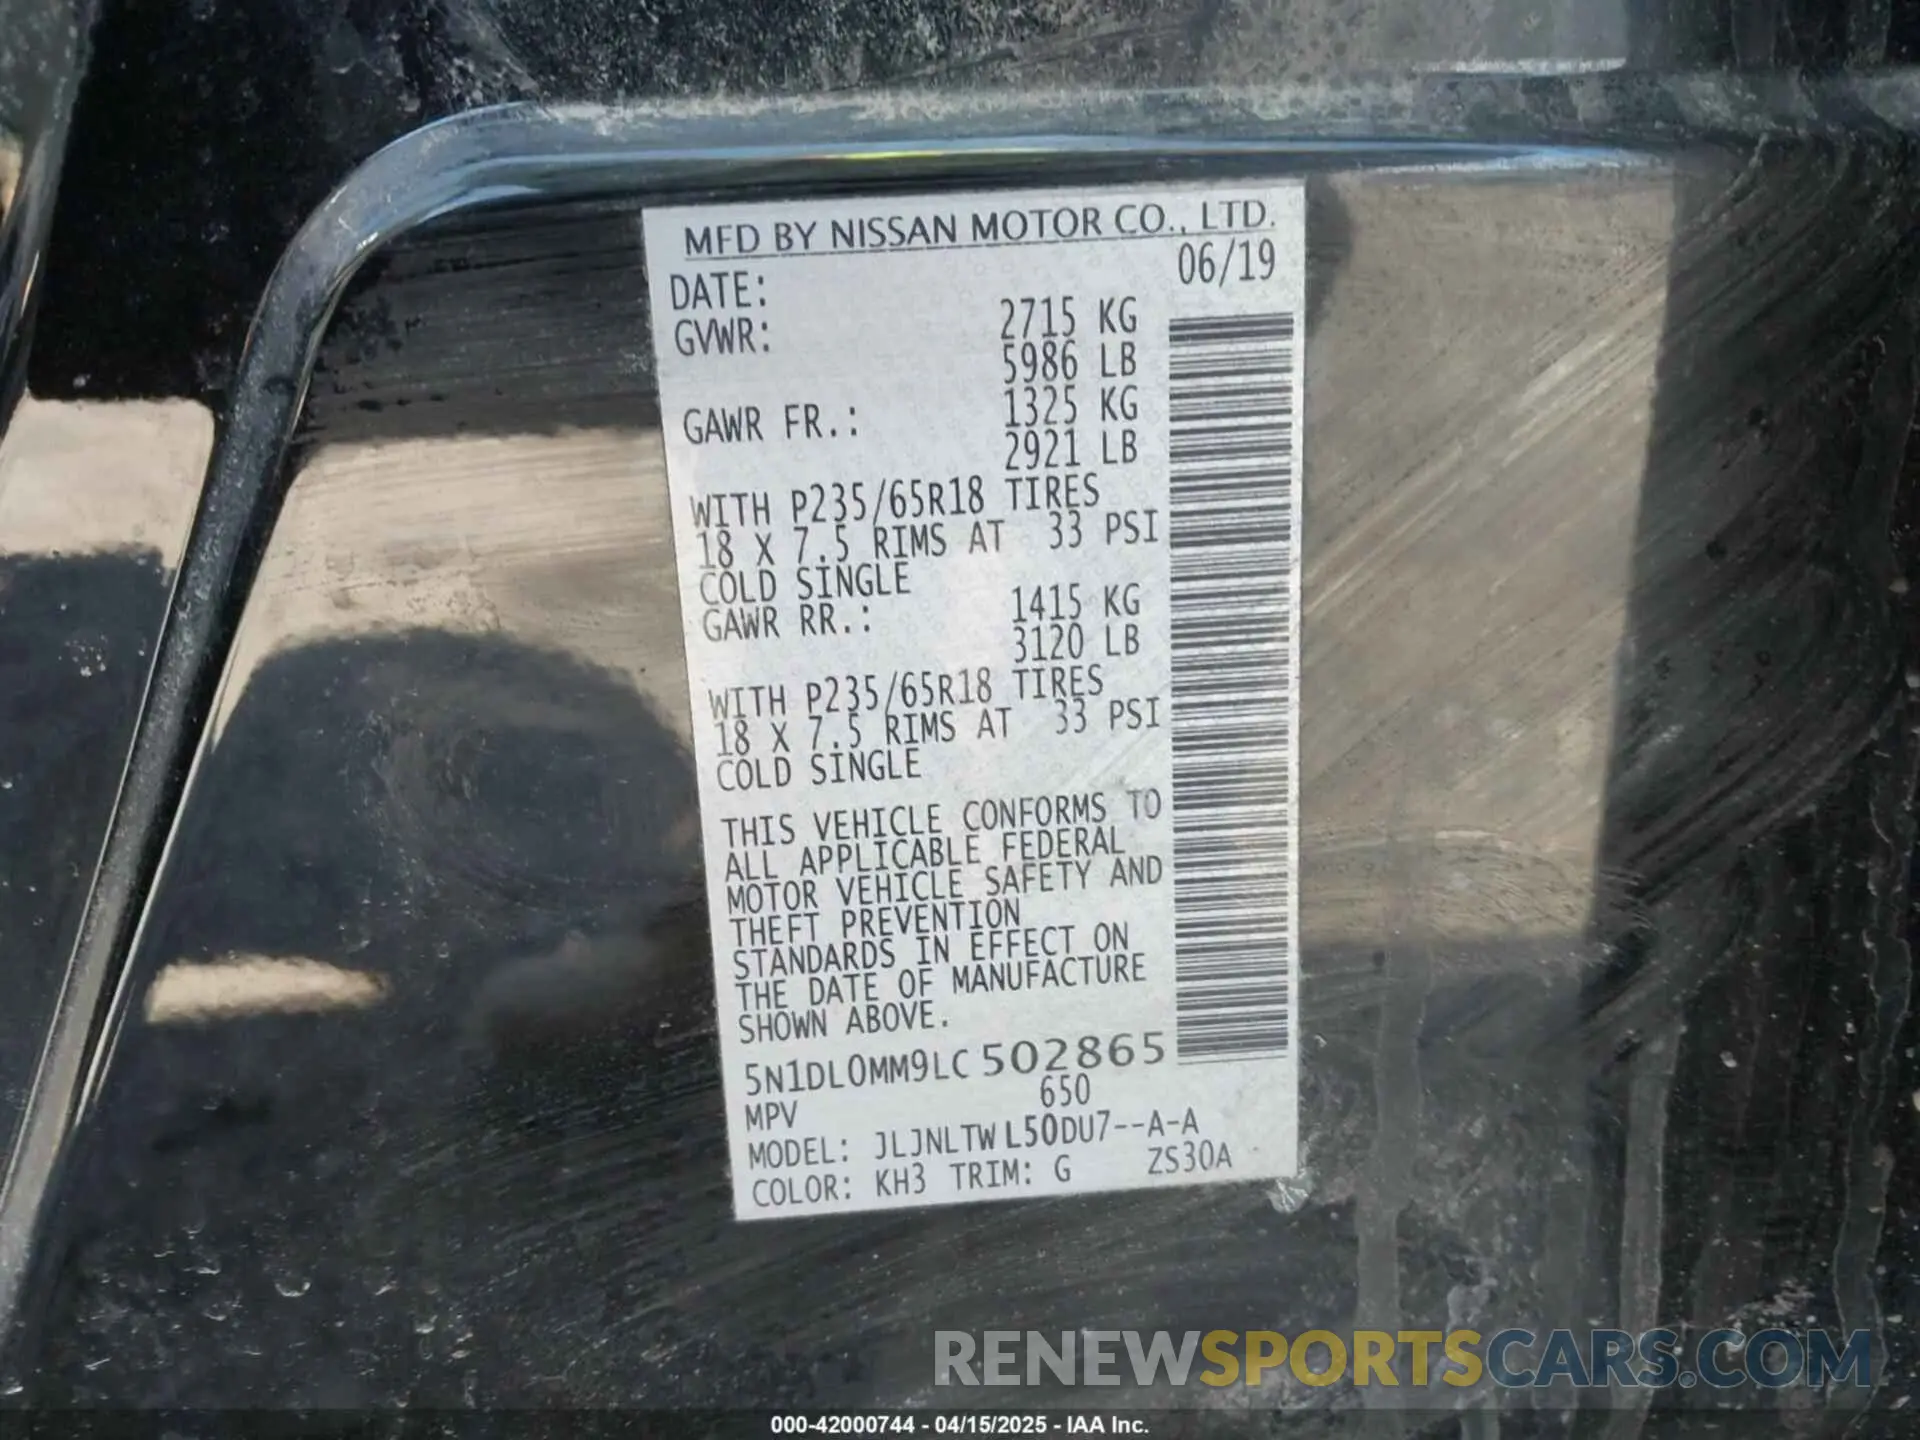 MFD BY NISSAN MOTOR CO., LTD.
DATE: 06/19
GVWR: 2715 KG
5986 LB
GAWR FR.: 1325 KG
2921 LB
WITH P235/65R18 TIRES
18 X 7.5 RIMS AT 33 PSI
COLD SINGLE
GAWR RR.: 1415 KG
3120 LB
WITH P235/65R18 TIRES
18 X 7.5 RIMS AT 33 PSI
COLD SINGLE
THIS VEHICLE CONFORMS TO
ALL APPLICABLE FEDERAL
MOTOR VEHICLE SAFETY AND
THEFT PREVENTION
STANDARDS IN EFFECT ON
THE DATE OF MANUFACTURE
SHOWN ABOVE.
5N1DL0MM9LC502865
MPV 650
MODEL: JLJNLTWL50DU7--A-A
COLOR: KH3 TRIM: G ZS30A
RENEWSPORTSCARS.COM
000-42000744 - 04/15/2025 - IAA Inc.